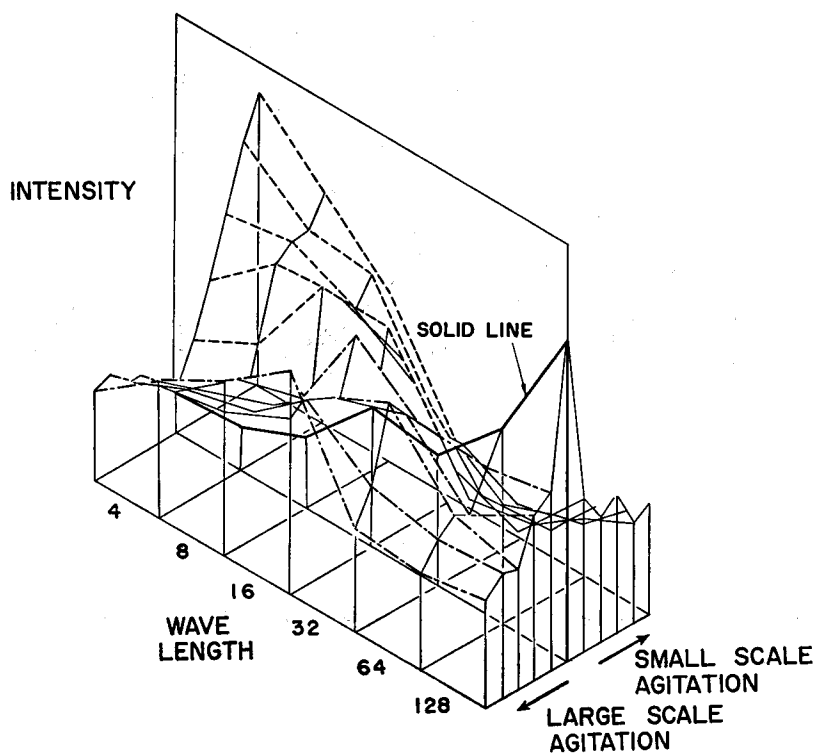 INTENSITY
SOLID LINE
4
8
16
32
64
128
WAVE
LENGTH
SMALL SCALE
AGITATION
LARGE SCALE
AGITATION